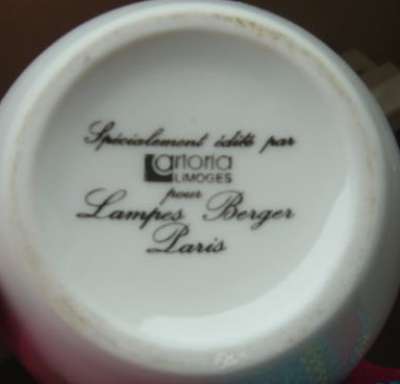 Spécialement édité par
artoria
LIMOGES
pour
Lampes Berger
Paris